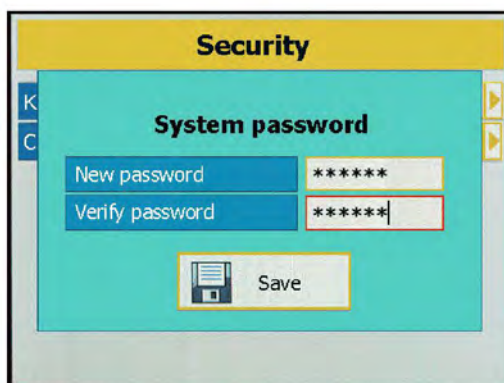 Security
K
C
System password
New password ******
Verify password ******
Save